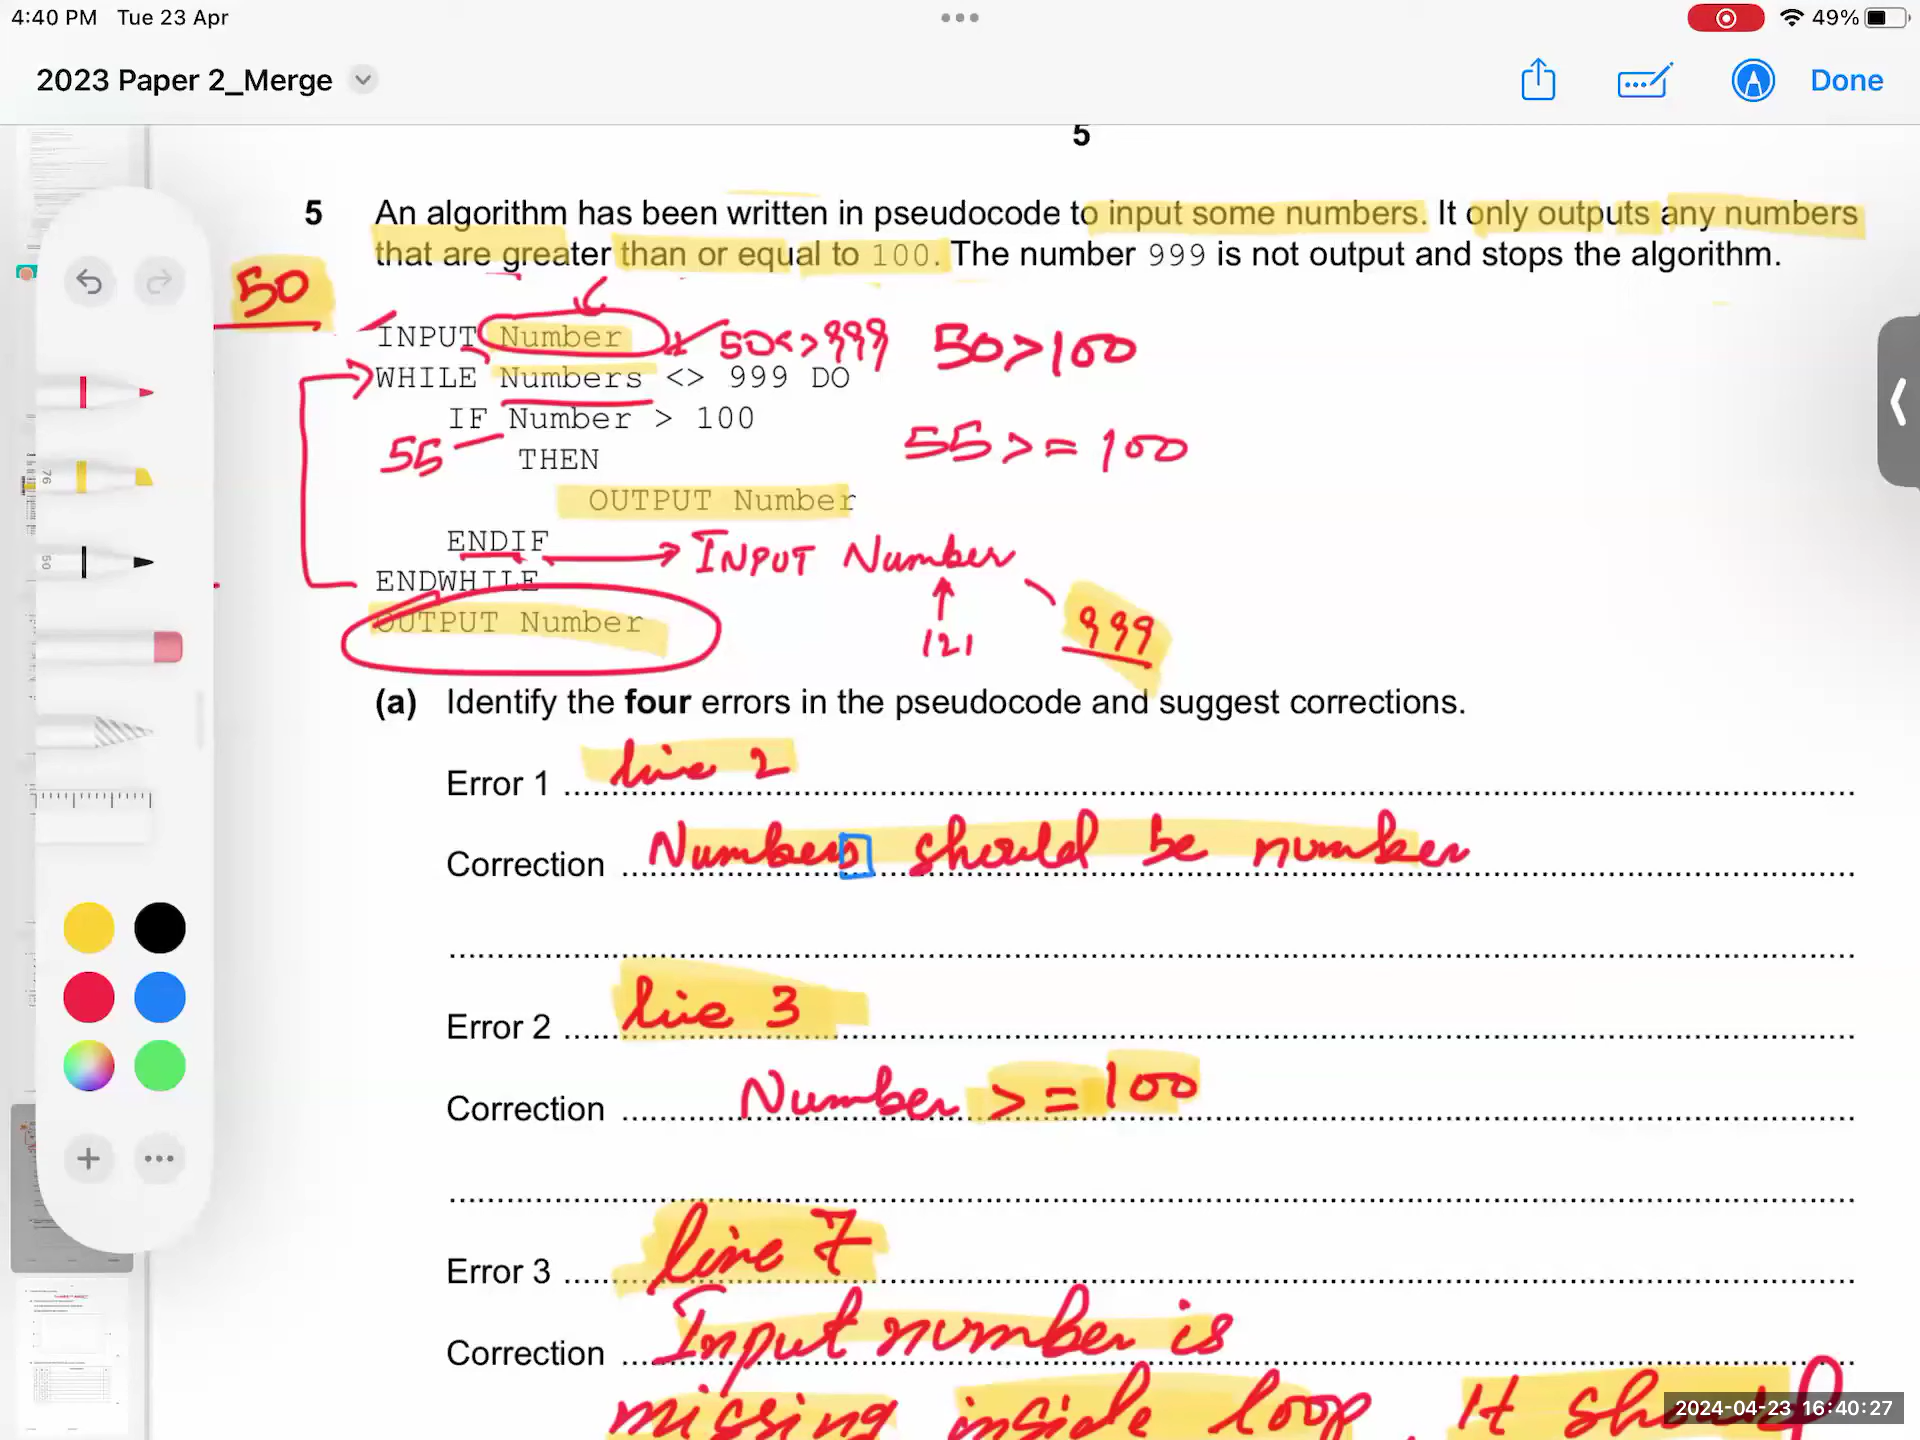 4:40 PM Tue 23 Apr
49%
2023 Paper 2_Merge
Done
5
5 An algorithm has been written in pseudocode to input some numbers. It only outputs any numbers
that are greater than or equal to 100. The number 999 is not output and stops the algorithm.
50
INPUT Number 50<>999 50>100
WHILE Numbers <> 999 DO
IF Number > 100
55 THEN 55>=100
OUTPUT Number
ENDIF INPUT Number
ENDWHILE
OUTPUT Number 121 999
(a) Identify the four errors in the pseudocode and suggest corrections.
Error 1 line 2
Correction Numbers should be number
Error 2 line 3
Correction Number >= 100
Error 3 line 7
Correction Input number is
missing inside loop. It should
76
50
2024-04-23 16:40:27